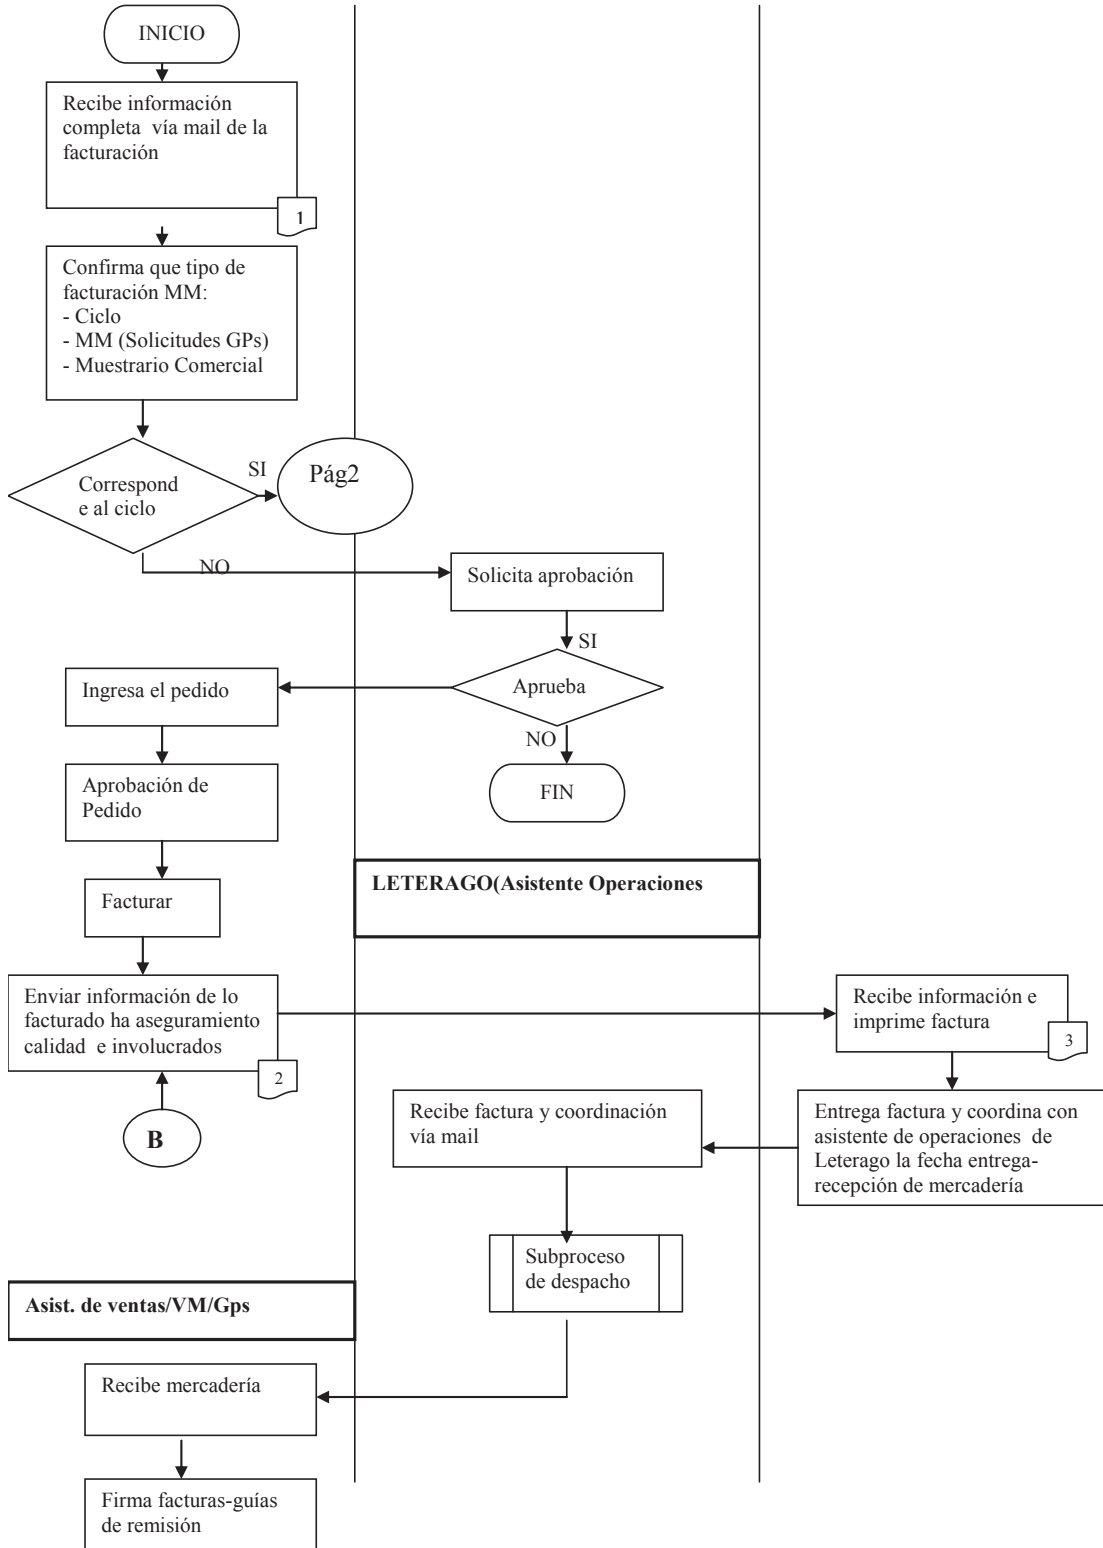 INICIO
Recibe información
completa vía mail de la
facturación
1
Confirma que tipo de
facturación MM:
- Ciclo
- MM (Solicitudes GPs)
- Muestrario Comercial
Correspond
e al ciclo
SI
Pág2
NO
Solicita aprobación
SI
Aprueba
NO
FIN
Ingresa el pedido
Aprobación de
Pedido
Facturar
LETERAGO(Asistente Operaciones
Enviar información de lo
facturado ha aseguramiento
calidad e involucrados
2
B
Recibe información e
imprime factura
3
Entrega factura y coordina con
asistente de operaciones de
Leterago la fecha entrega-
recepción de mercadería
Recibe factura y coordinación
vía mail
Subproceso
de despacho
Asist. de ventas/VM/Gps
Recibe mercadería
Firma facturas-guías
de remisión